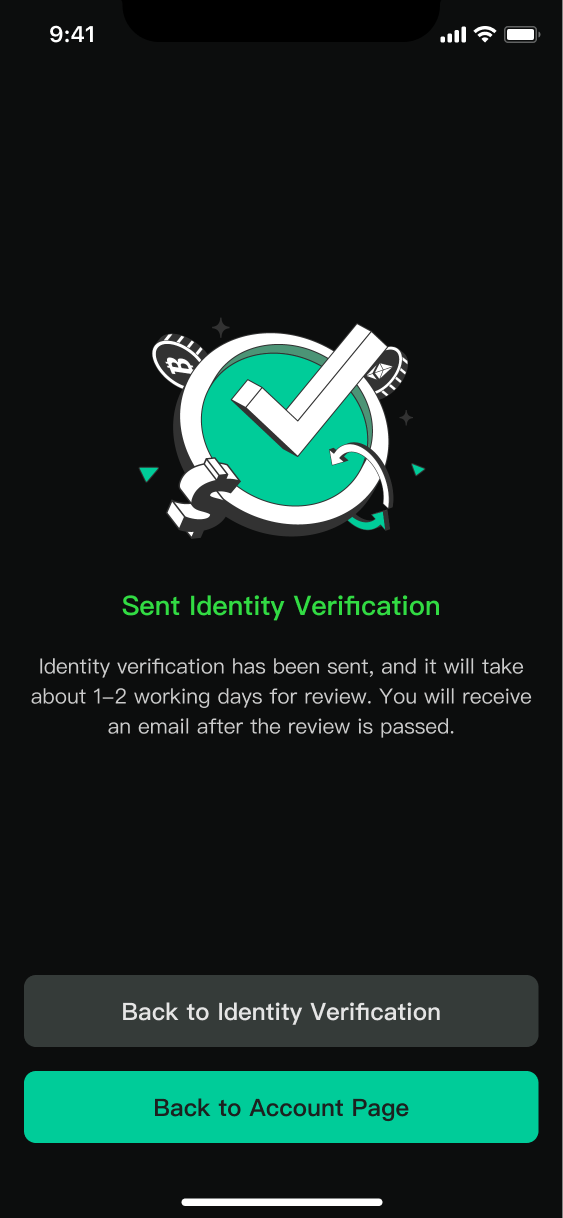 9:41
Sent Identity Verification
Identity verification has been sent, and it will take
about 1–2 working days for review. You will receive
an email after the review is passed.
Back to Identity Verification
Back to Account Page